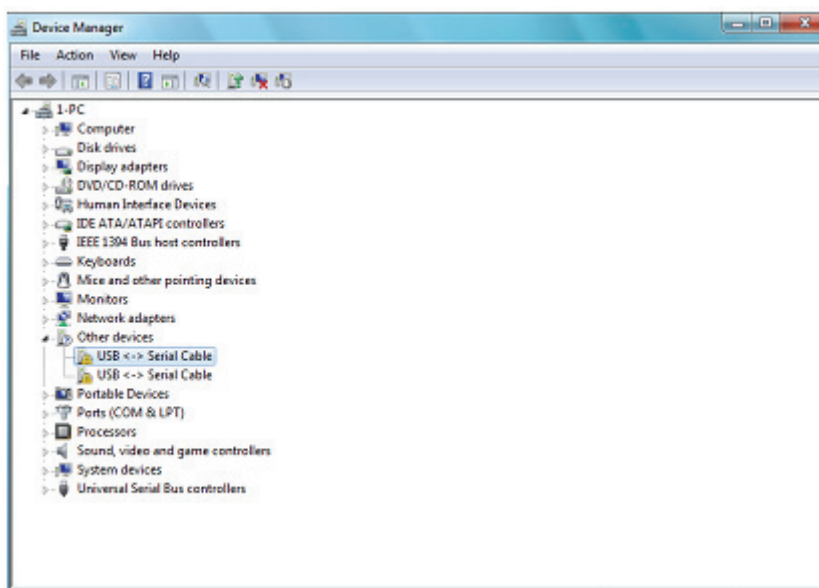 Device Manager
File Action View Help
1-PC
Computer
Disk drives
Display adapters
DVD/CD-ROM drives
Human Interface Devices
IDE ATA/ATAPI controllers
IEEE 1394 Bus host controllers
Keyboards
Mice and other pointing devices
Monitors
Network adapters
Other devices
USB <-> Serial Cable
USB <-> Serial Cable
Portable Devices
Ports (COM & LPT)
Processors
Sound, video and game controllers
System devices
Universal Serial Bus controllers